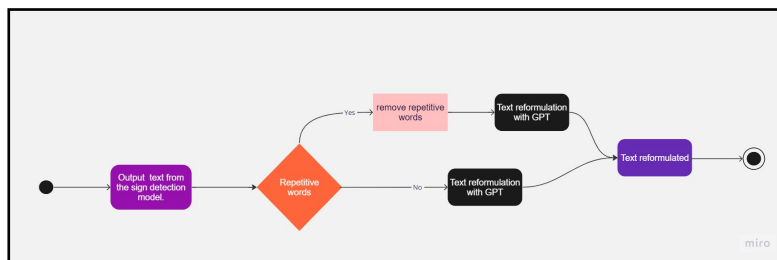 Output text from
the sign detection
model.
Repetitive
words
Yes
remove repetitive
words
Text reformulation
with GPT
No
Text reformulation
with GPT
Text reformulated
miro